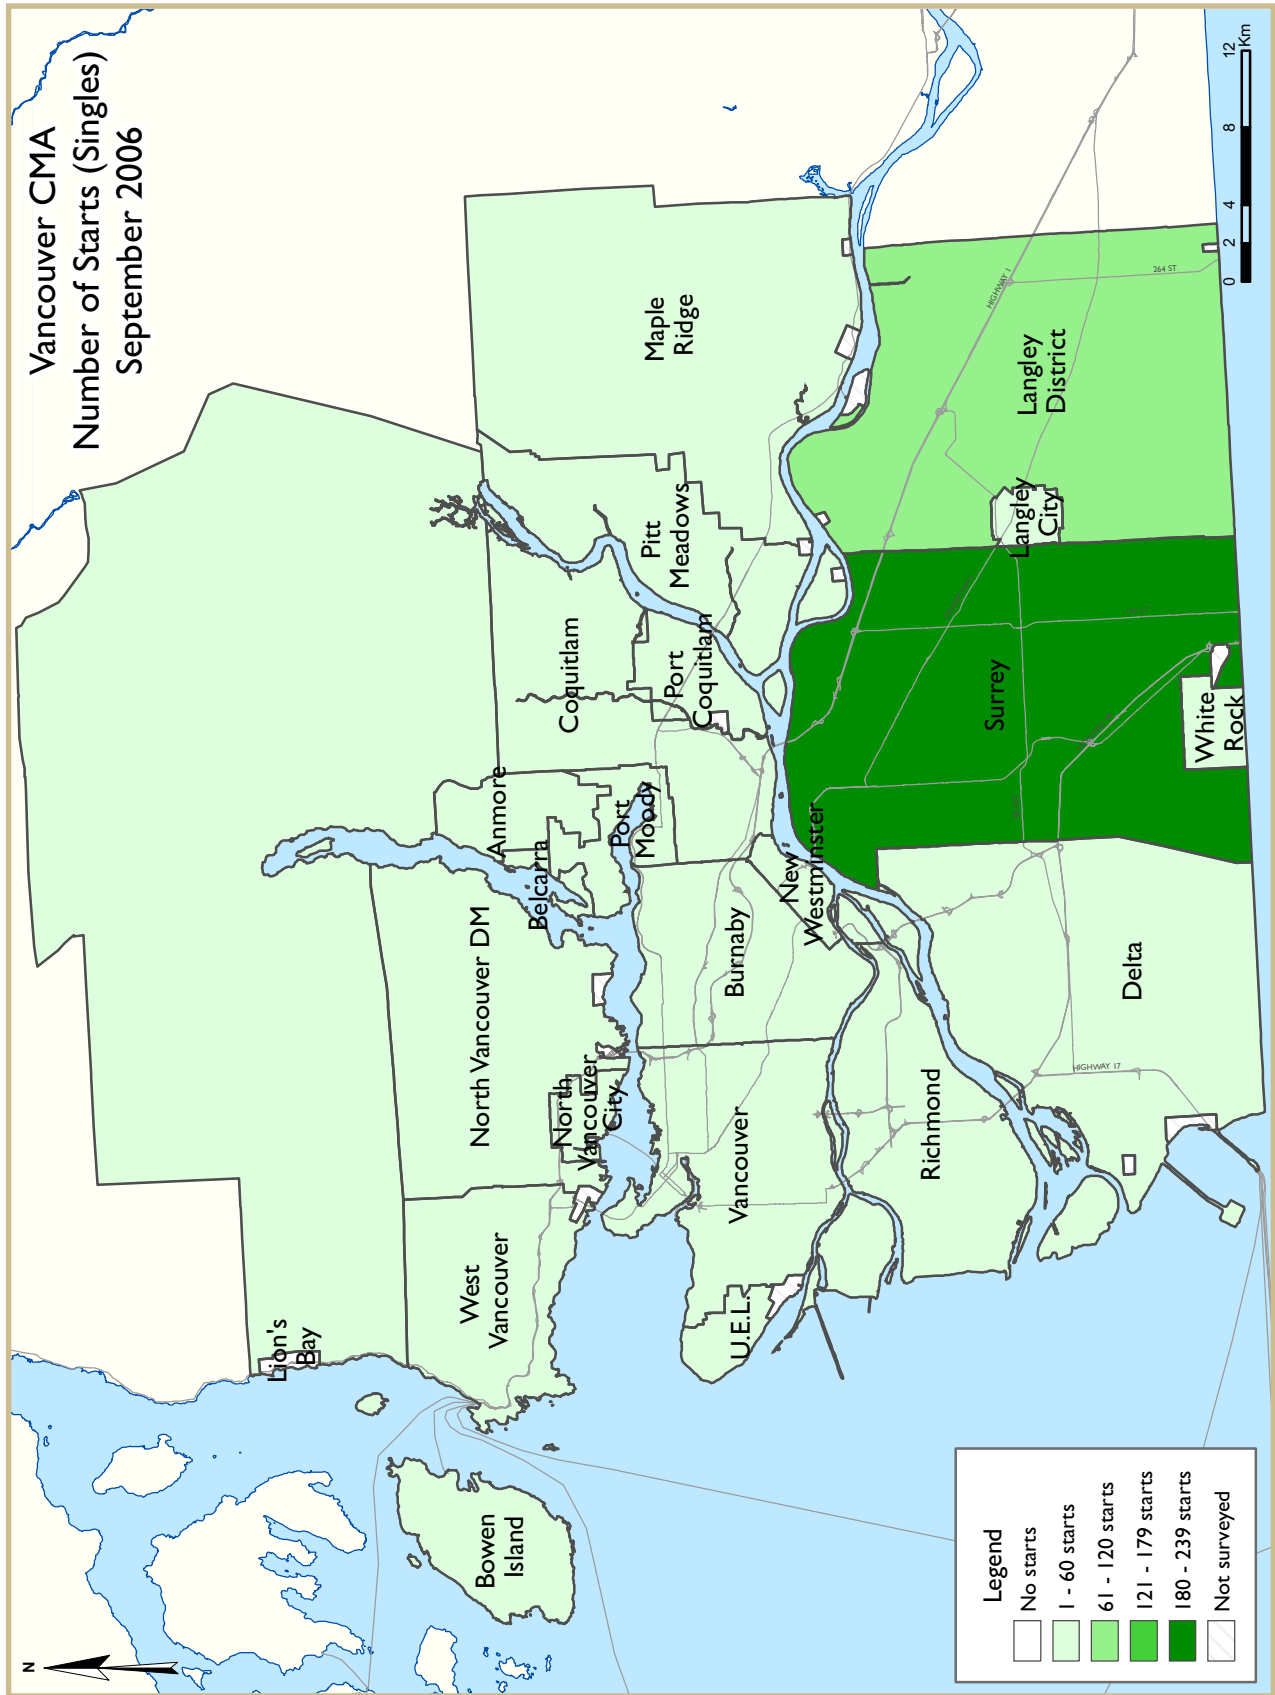 Vancouver CMA
Number of Starts (Singles)
September 2006
N
Lion's
Bay
Bowen
Island
West
Vancouver
North Vancouver DM
North
Vancouver
City
Belcarra
Anmore
Port
Moody
Coquitlam
Port
Coquitlam
Pitt
Meadows
Maple
Ridge
U.E.L.
Vancouver
Burnaby
New
Westminster
Richmond
Delta
Surrey
White
Rock
Langley
City
Langley
District
HIGHWAY 1
264 ST
HIGHWAY 17
Legend
No starts
1 - 60 starts
61 - 120 starts
121 - 179 starts
180 - 239 starts
Not surveyed
0 2 4 8 12
Km